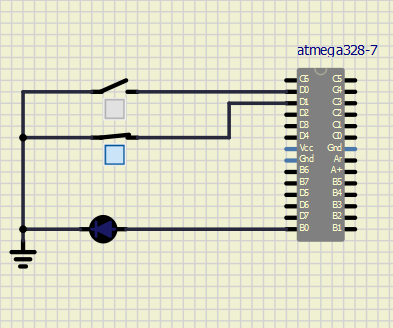 atmega328-7
C6 C5
D0 C4
D1 C3
D2 C2
D3 C1
D4 C0
Vcc Gnd
Gnd Ar
B6 A+
B7 B5
D5 B4
D6 B3
D7 B2
B0 B1